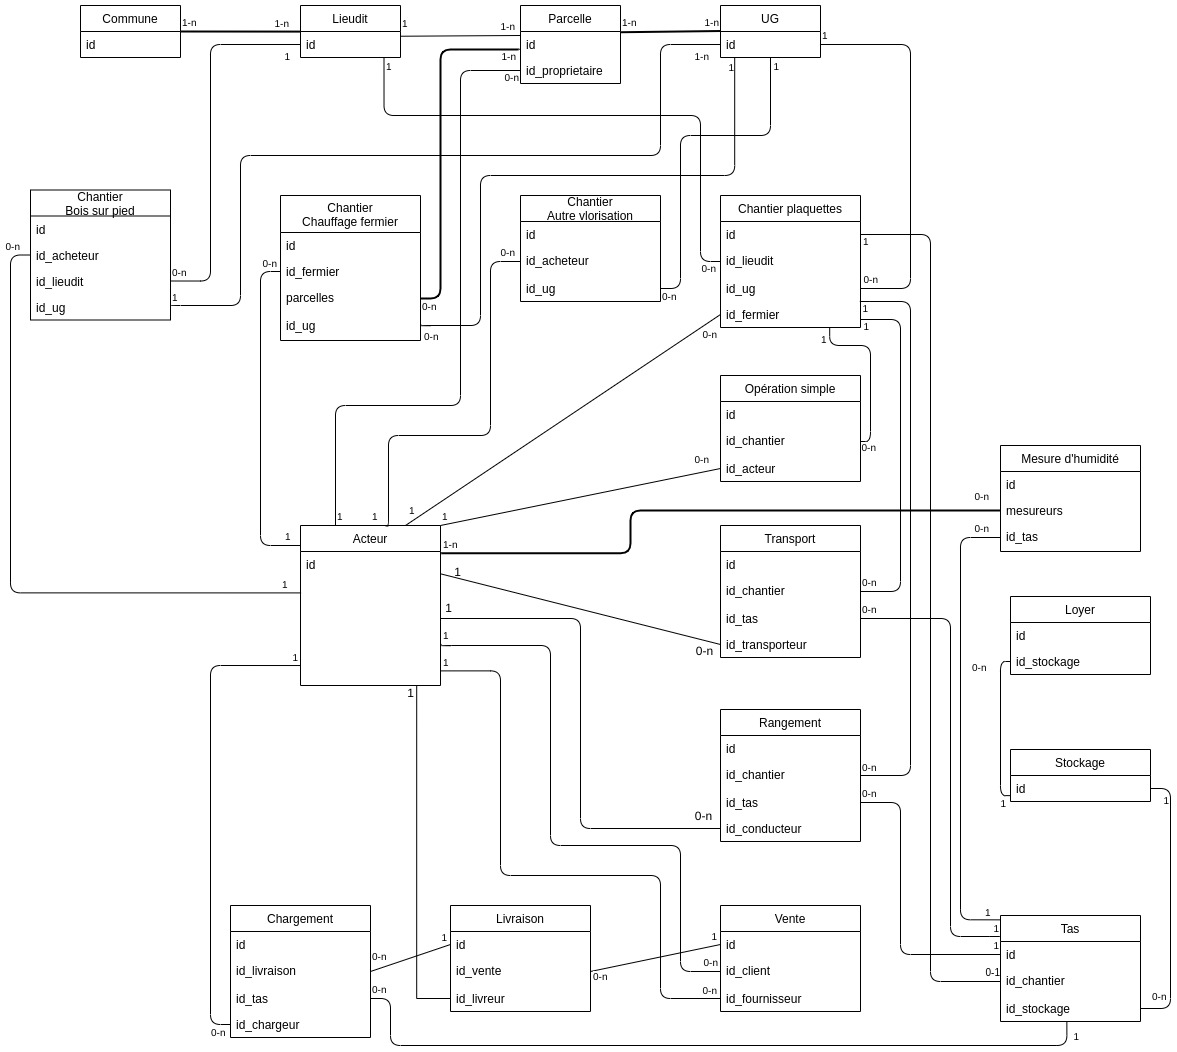 Commune
id
1-n
1-n
Lieudit
id
1
1
1
1-n
Parcelle
id
id_proprietaire
1-n
0-n
1-n
1-n
UG
id
1-n
1
1
1
Chantier
Bois sur pied
id
id_acheteur
id_lieudit
id_ug
0-n
0-n
1
Chantier
Chauffage fermier
id
id_fermier
parcelles
id_ug
0-n
0-n
0-n
Chantier
Autre vlorisation
id
id_acheteur
id_ug
0-n
0-n
Chantier plaquettes
id
id_lieudit
id_ug
id_fermier
0-n
0-n
1
0-n
1
1
1
Opération simple
id
id_chantier
id_acteur
0-n
0-n
Mesure d'humidité
id
mesureurs
id_tas
0-n
0-n
Acteur
id
1
1
1
1
1
1
1
1-n
1
1
1
1
1
Transport
id
id_chantier
id_tas
id_transporteur
0-n
0-n
0-n
Loyer
id
id_stockage
0-n
Rangement
id
id_chantier
id_tas
id_conducteur
0-n
0-n
0-n
Stockage
id
1
1
Chargement
id
id_livraison
id_tas
id_chargeur
0-n
0-n
0-n
Livraison
id
id_vente
id_livreur
1
0-n
Vente
id
id_client
id_fournisseur
1
0-n
0-n
Tas
id
id_chantier
id_stockage
1
1
1
0-1
0-n
1